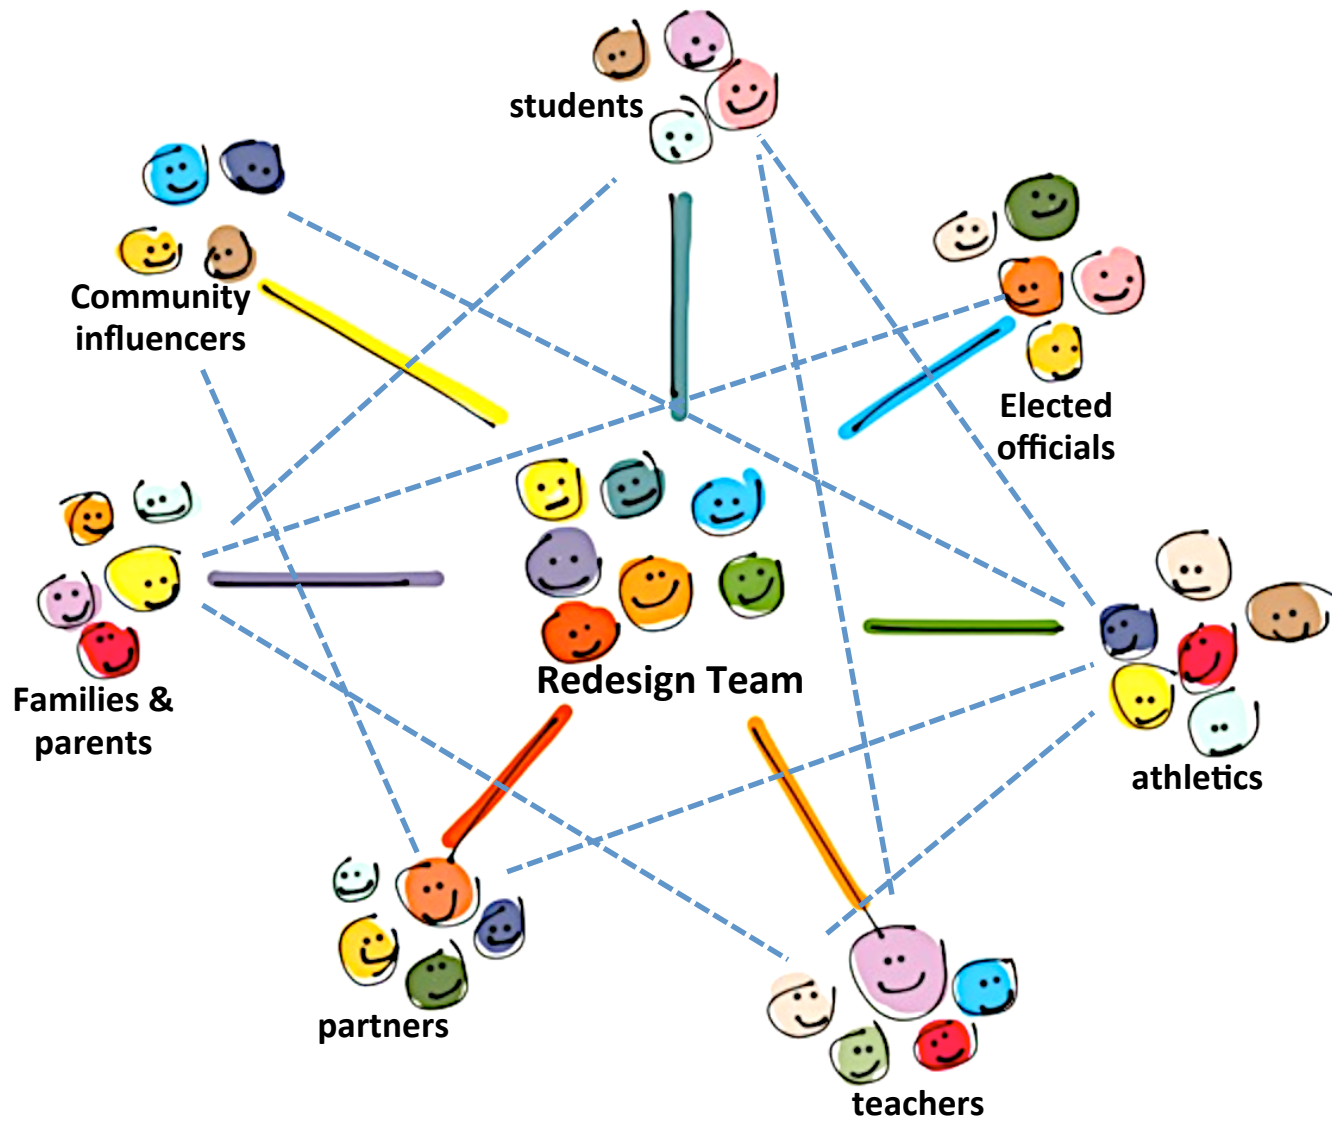 students
Community
influencers
Elected
officials
Redesign Team
Families &
parents
athletics
partners
teachers